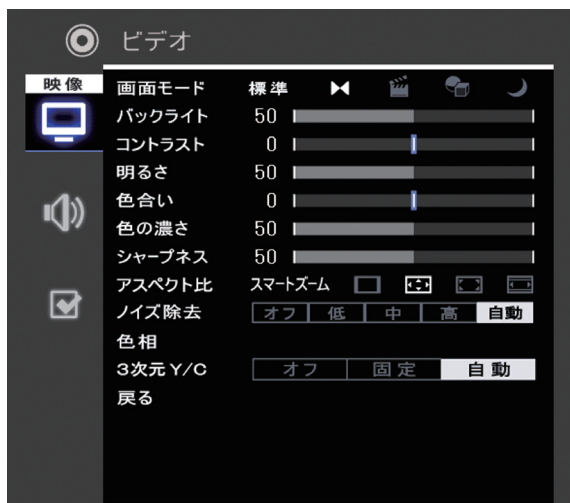 ビデオ
映像
画面モード 標準
バックライト 50
コントラスト 0
明るさ 50
色合い 0
色の濃さ 50
シャープネス 50
アスペクト比 スマートズーム
ノイズ除去 オフ 低 中 高 自動
色相
3次元Y/C オフ 固定 自動
戻る